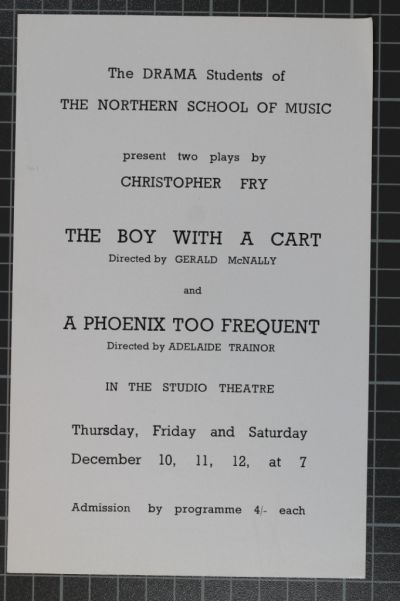 The DRAMA Students of
THE NORTHERN SCHOOL OF MUSIC
present two plays by
CHRISTOPHER FRY
THE BOY WITH A CART
Directed by GERALD McNALLY
and
A PHOENIX TOO FREQUENT
Directed by ADELAIDE TRAINOR
IN THE STUDIO THEATRE
Thursday, Friday and Saturday
December 10, 11, 12, at 7
Admission by programme 4/- each